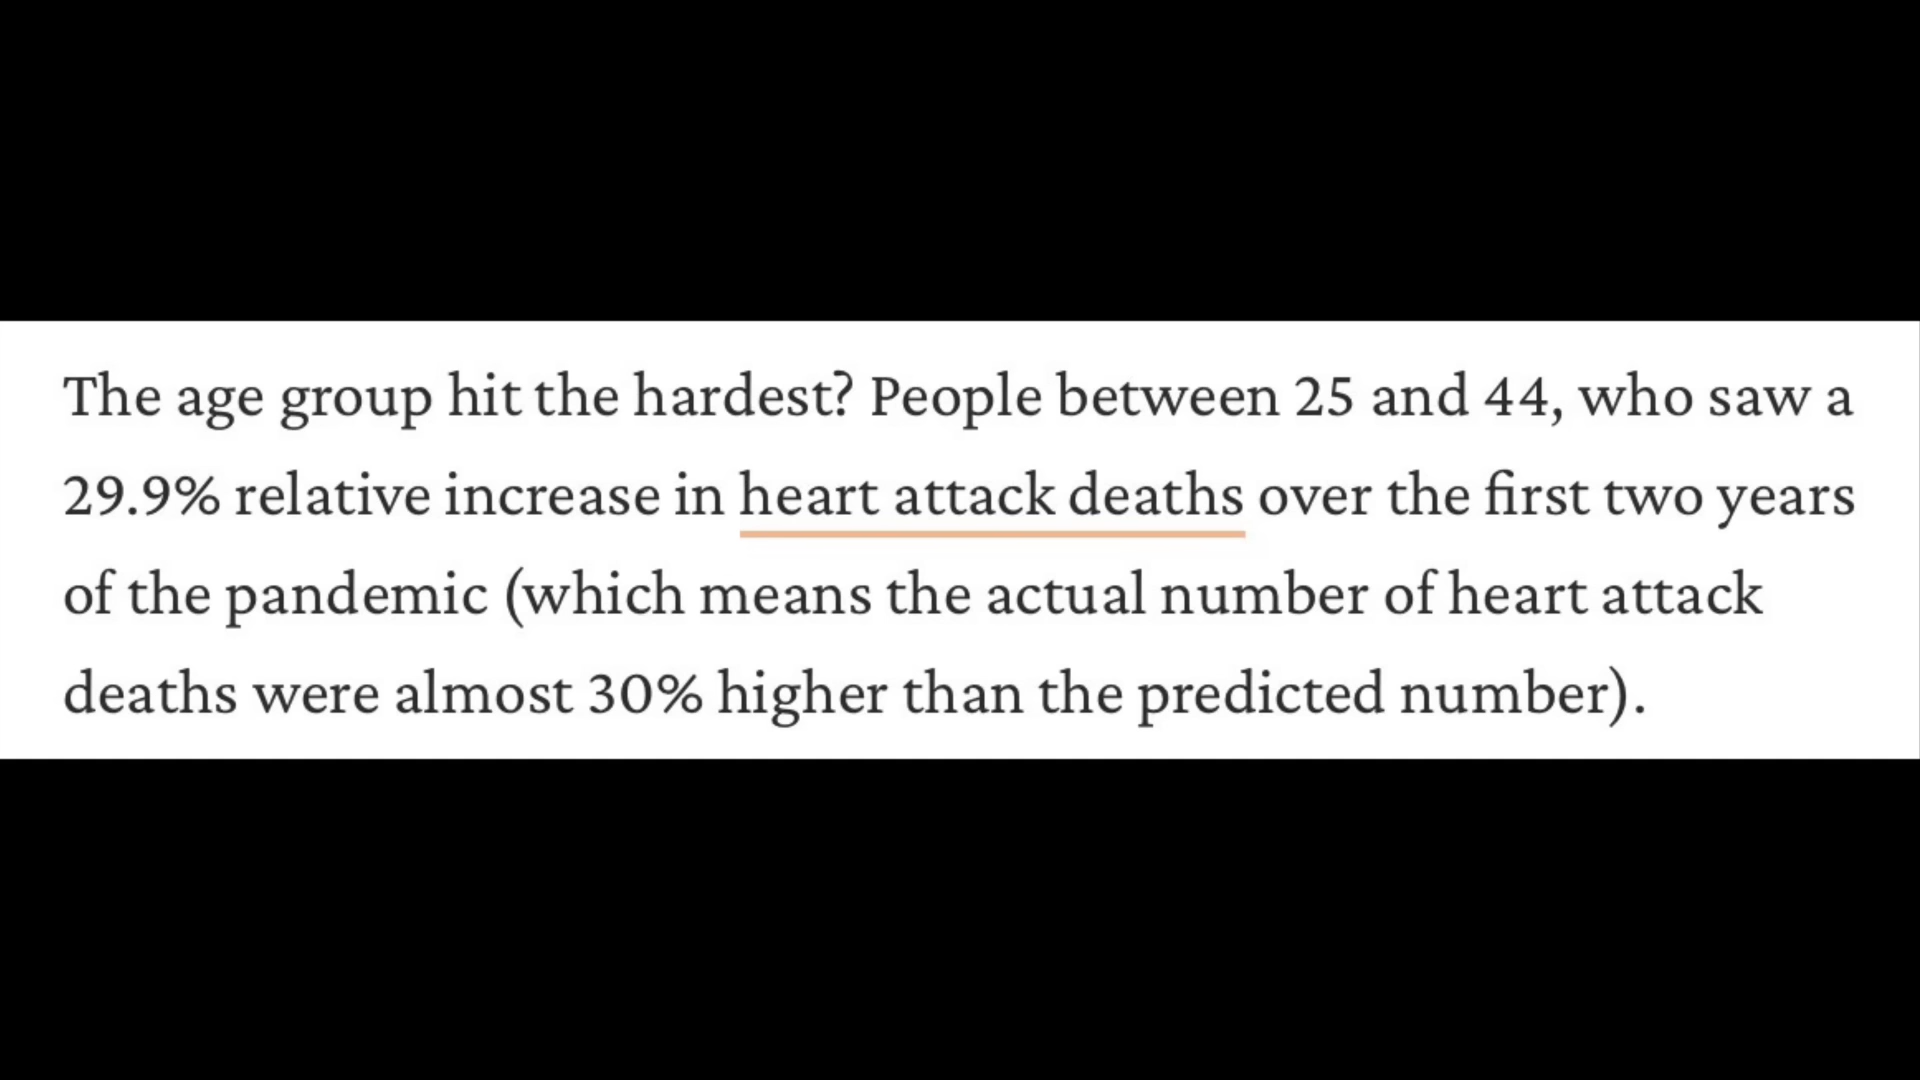 The age group hit the hardest? People between 25 and 44, who saw a
29.9% relative increase in heart attack deaths over the first two years
of the pandemic (which means the actual number of heart attack
deaths were almost 30% higher than the predicted number).